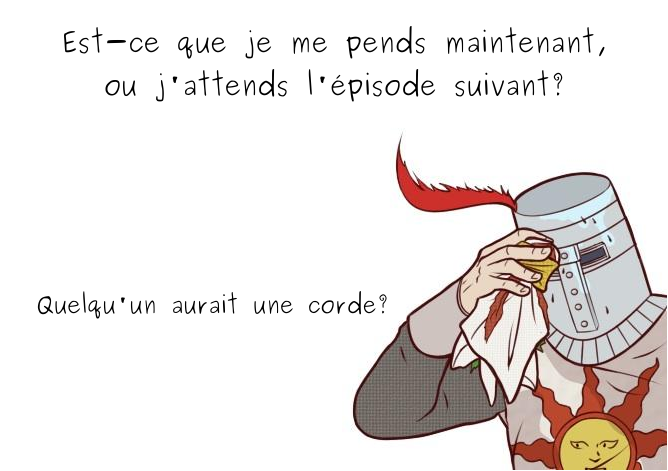 Est-ce que je me pends maintenant,
ou j'attends l'épisode suivant?
Quelqu'un aurait une corde?